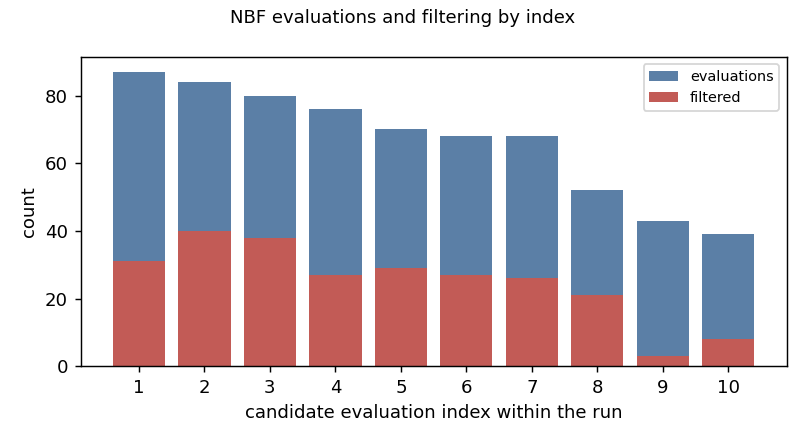 NBF evaluations and filtering by index
evaluations
filtered
80
60
40
20
0
count
1 2 3 4 5 6 7 8 9 10
candidate evaluation index within the run